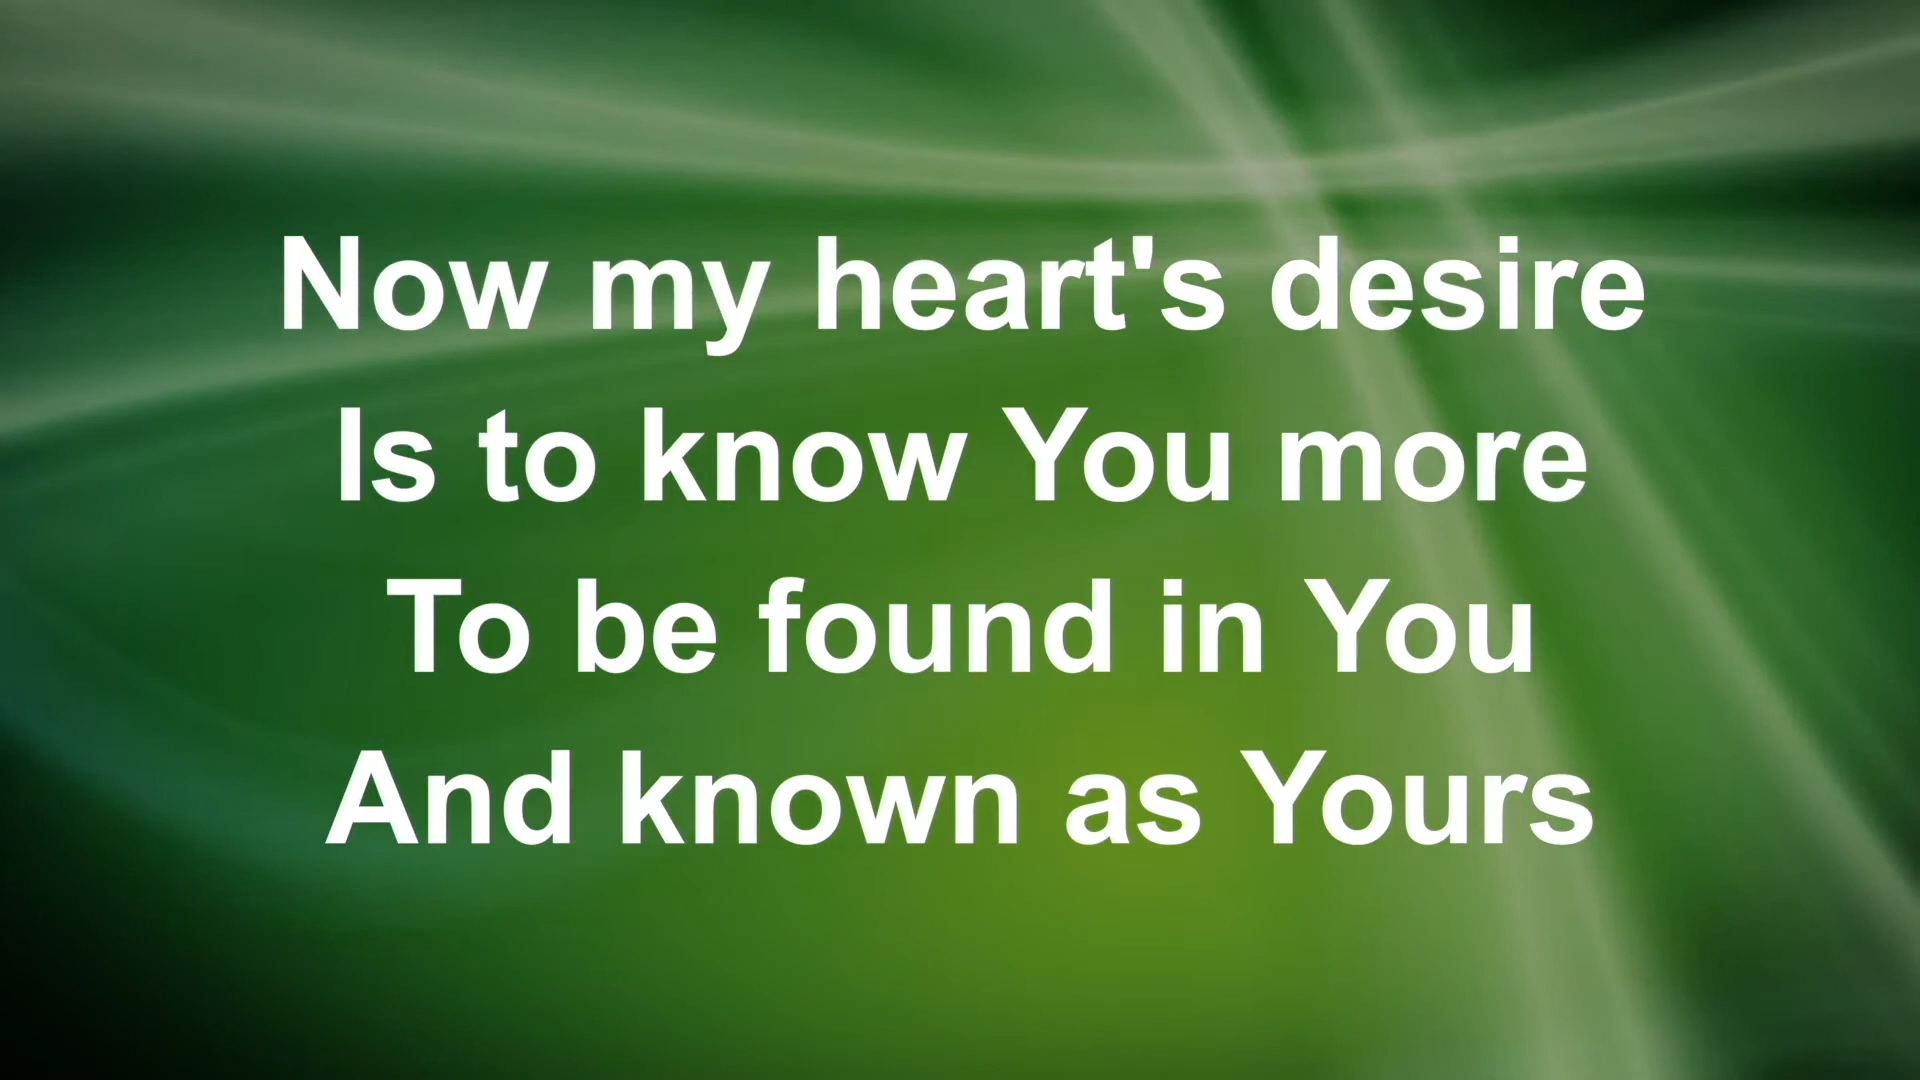 Now my heart's desire
Is to know You more
To be found in You
And known as Yours